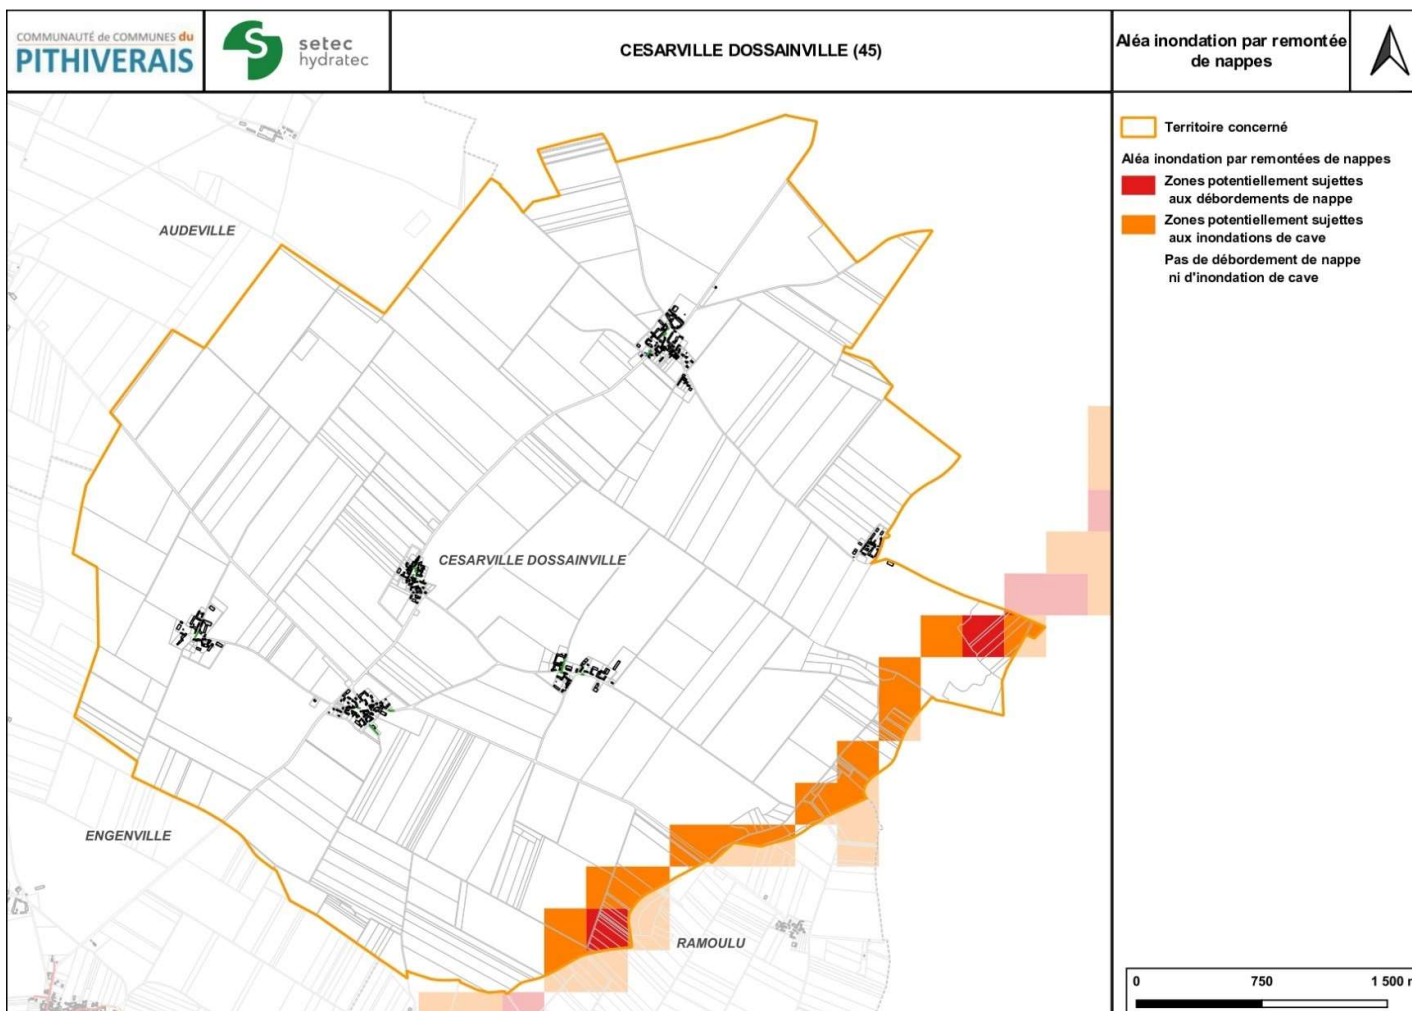 COMMUNAUTÉ de COMMUNES du
PITHIVERAIS
setec
hydratec
CESARVILLE DOSSAINVILLE (45)
Aléa inondation par remontée
de nappes
Territoire concerné
Aléa inondation par remontées de nappes
Zones potentiellement sujettes
aux débordements de nappe
Zones potentiellement sujettes
aux inondations de cave
Pas de débordement de nappe
ni d'inondation de cave
AUDEVILLE
CESARVILLE DOSSAINVILLE
ENGENVILLE
RAMOULU
0 750 1 500 m